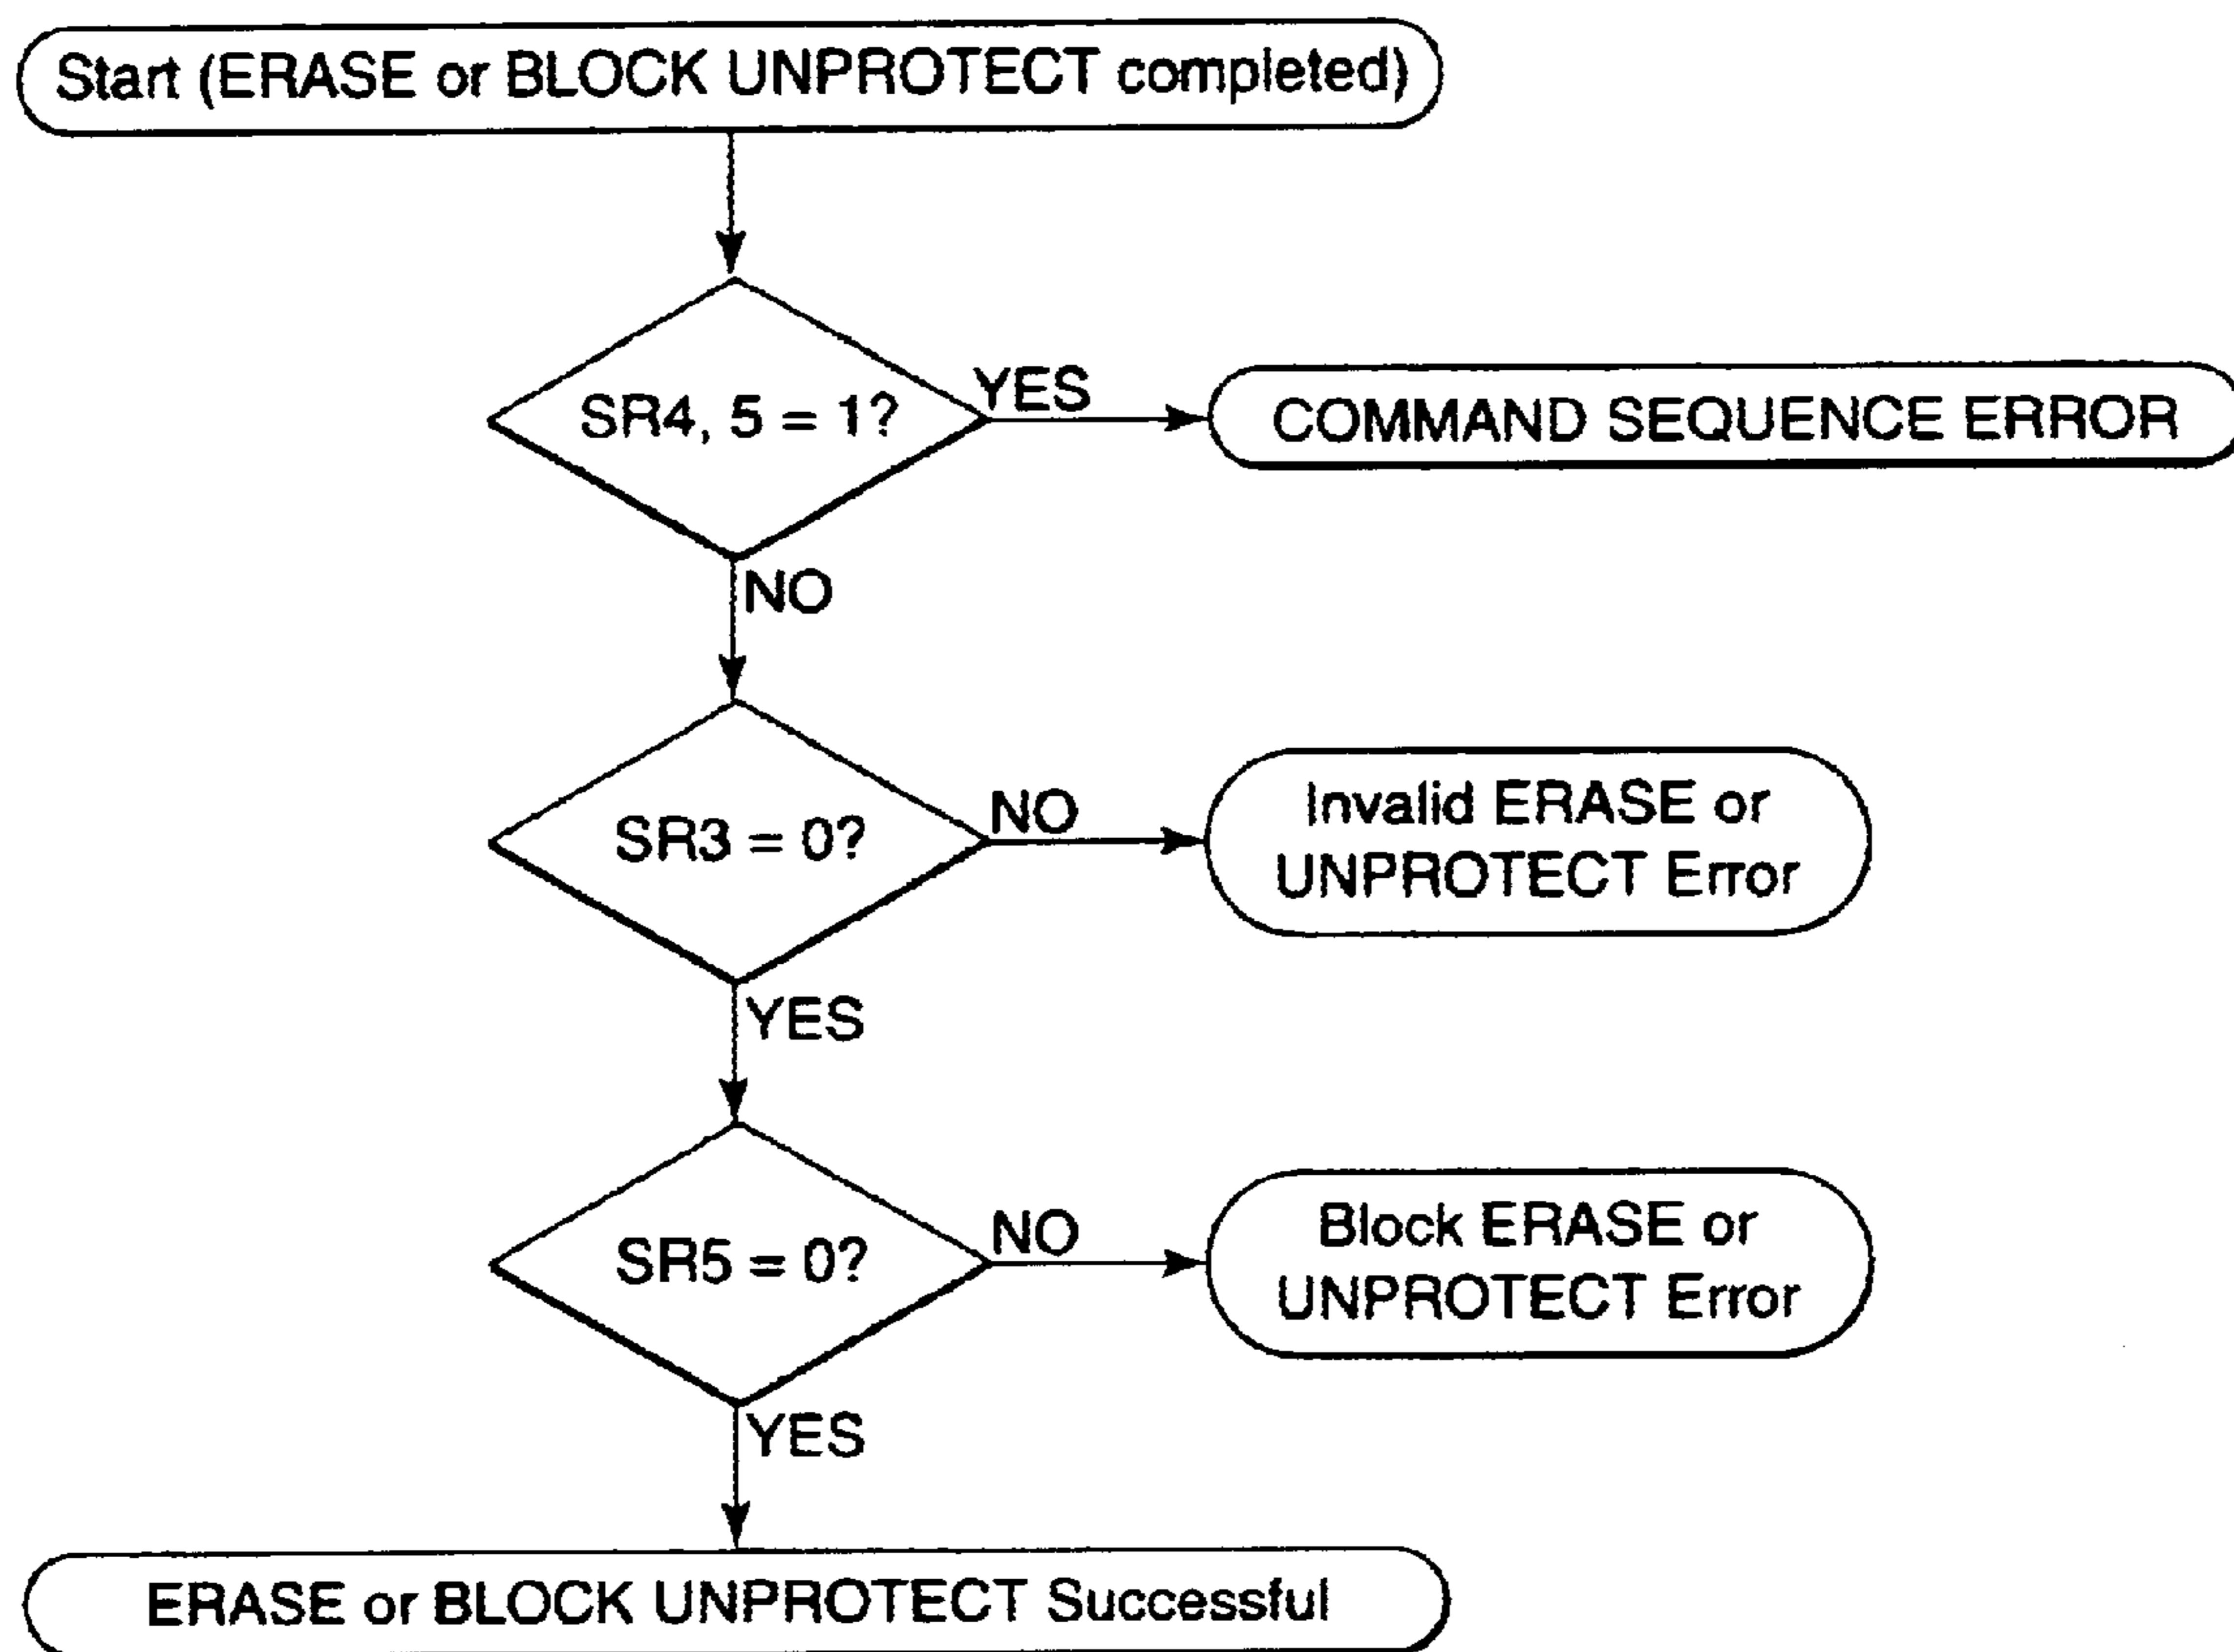 Start (ERASE or BLOCK UNPROTECT completed)
SR4, 5 = 1?
YES
COMMAND SEQUENCE ERROR
NO
SR3 = 0?
NO
Invalid ERASE or
UNPROTECT Error
YES
SR5 = 0?
NO
Block ERASE or
UNPROTECT Error
YES
ERASE or BLOCK UNPROTECT Successful